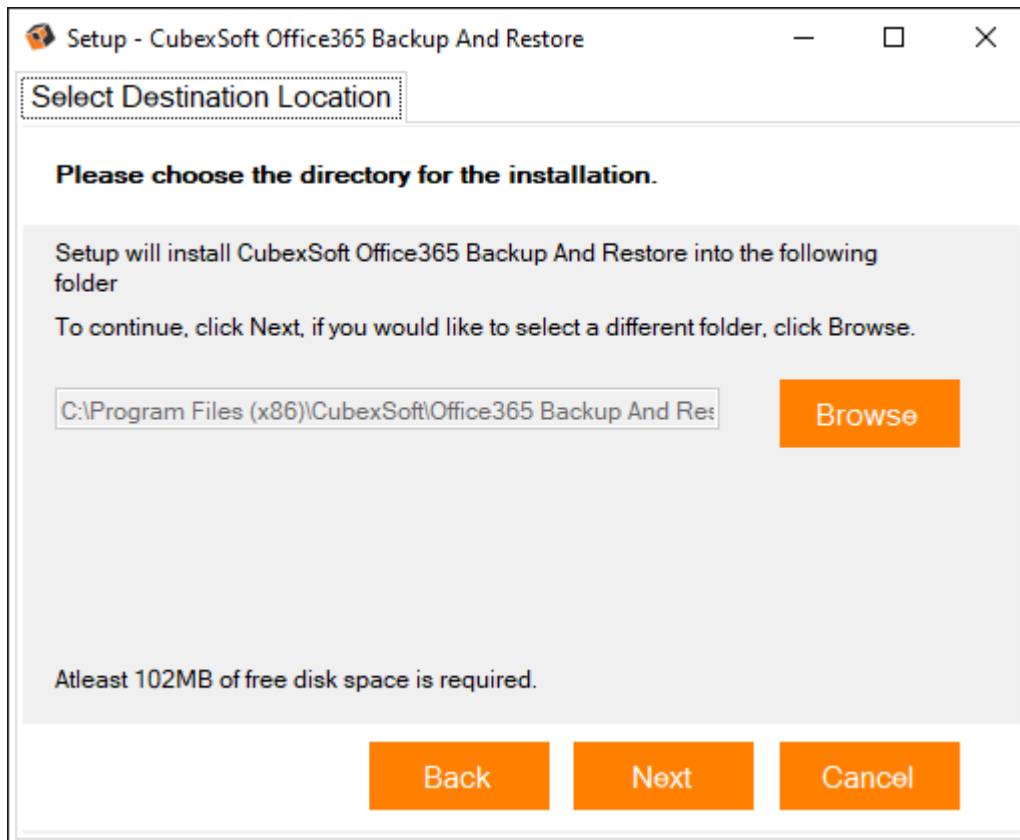 Setup - CubexSoft Office365 Backup And Restore
Select Destination Location
Please choose the directory for the installation.
Setup will install CubexSoft Office365 Backup And Restore into the following
folder
To continue, click Next, if you would like to select a different folder, click Browse.
C:\Program Files (x86)\CubexSoft\Office365 Backup And Res
Browse
Atleast 102MB of free disk space is required.
Back Next Cancel